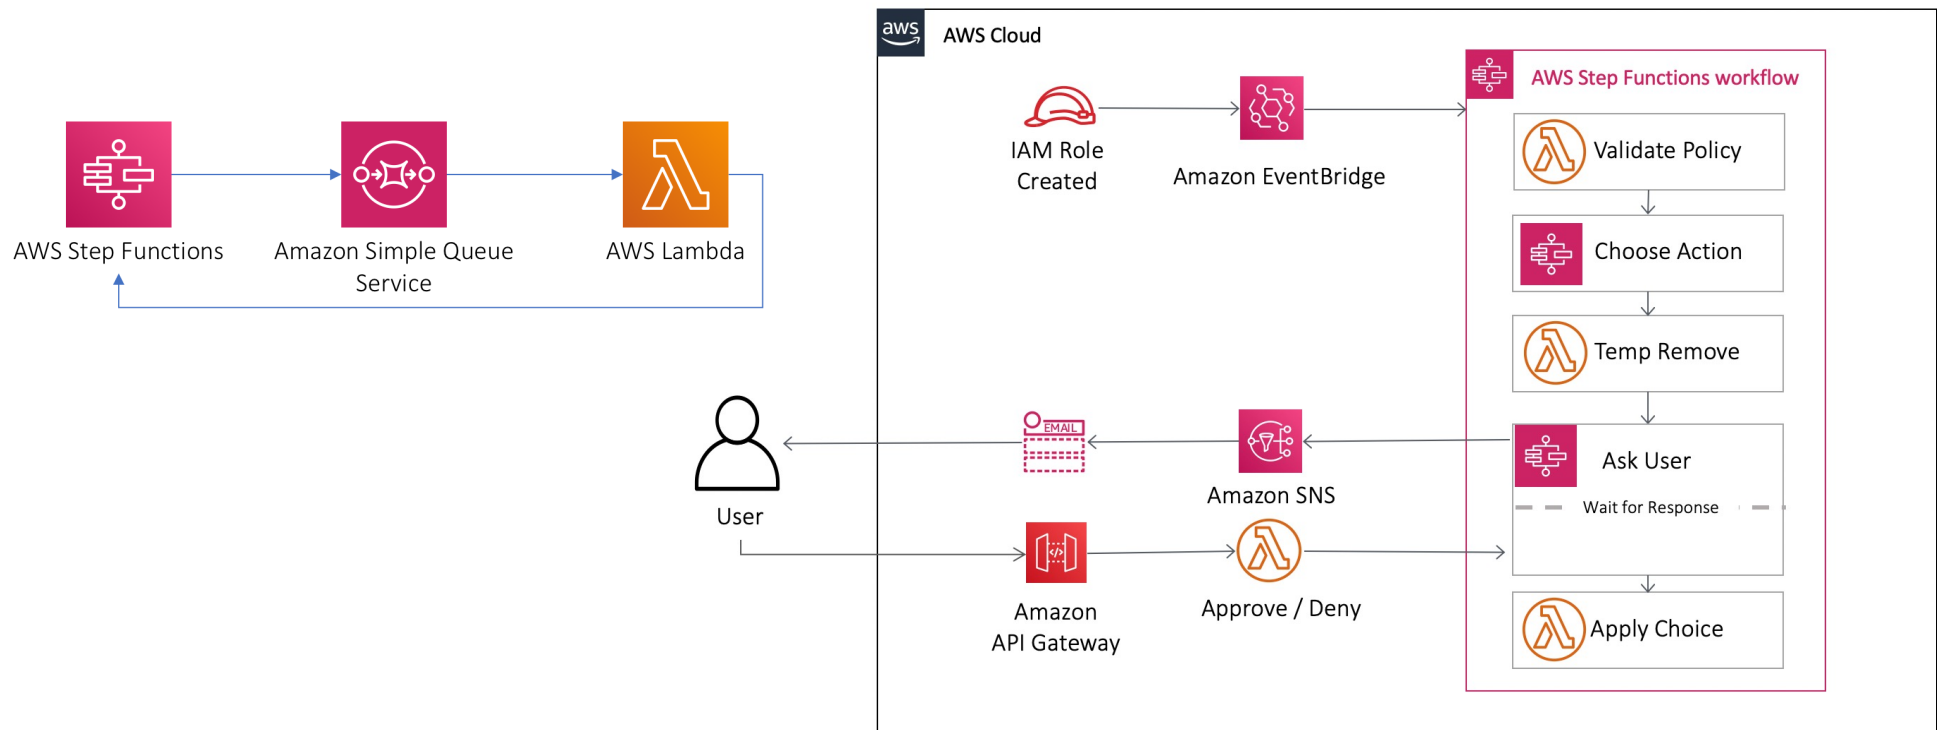 AWS Step Functions
Amazon Simple Queue
Service
AWS Lambda
aws
AWS Cloud
IAM Role
Created
Amazon EventBridge
AWS Step Functions workflow
Validate Policy
Choose Action
Temp Remove
Ask User
Wait for Response
Apply Choice
EMAIL
Amazon SNS
User
Amazon
API Gateway
Approve / Deny